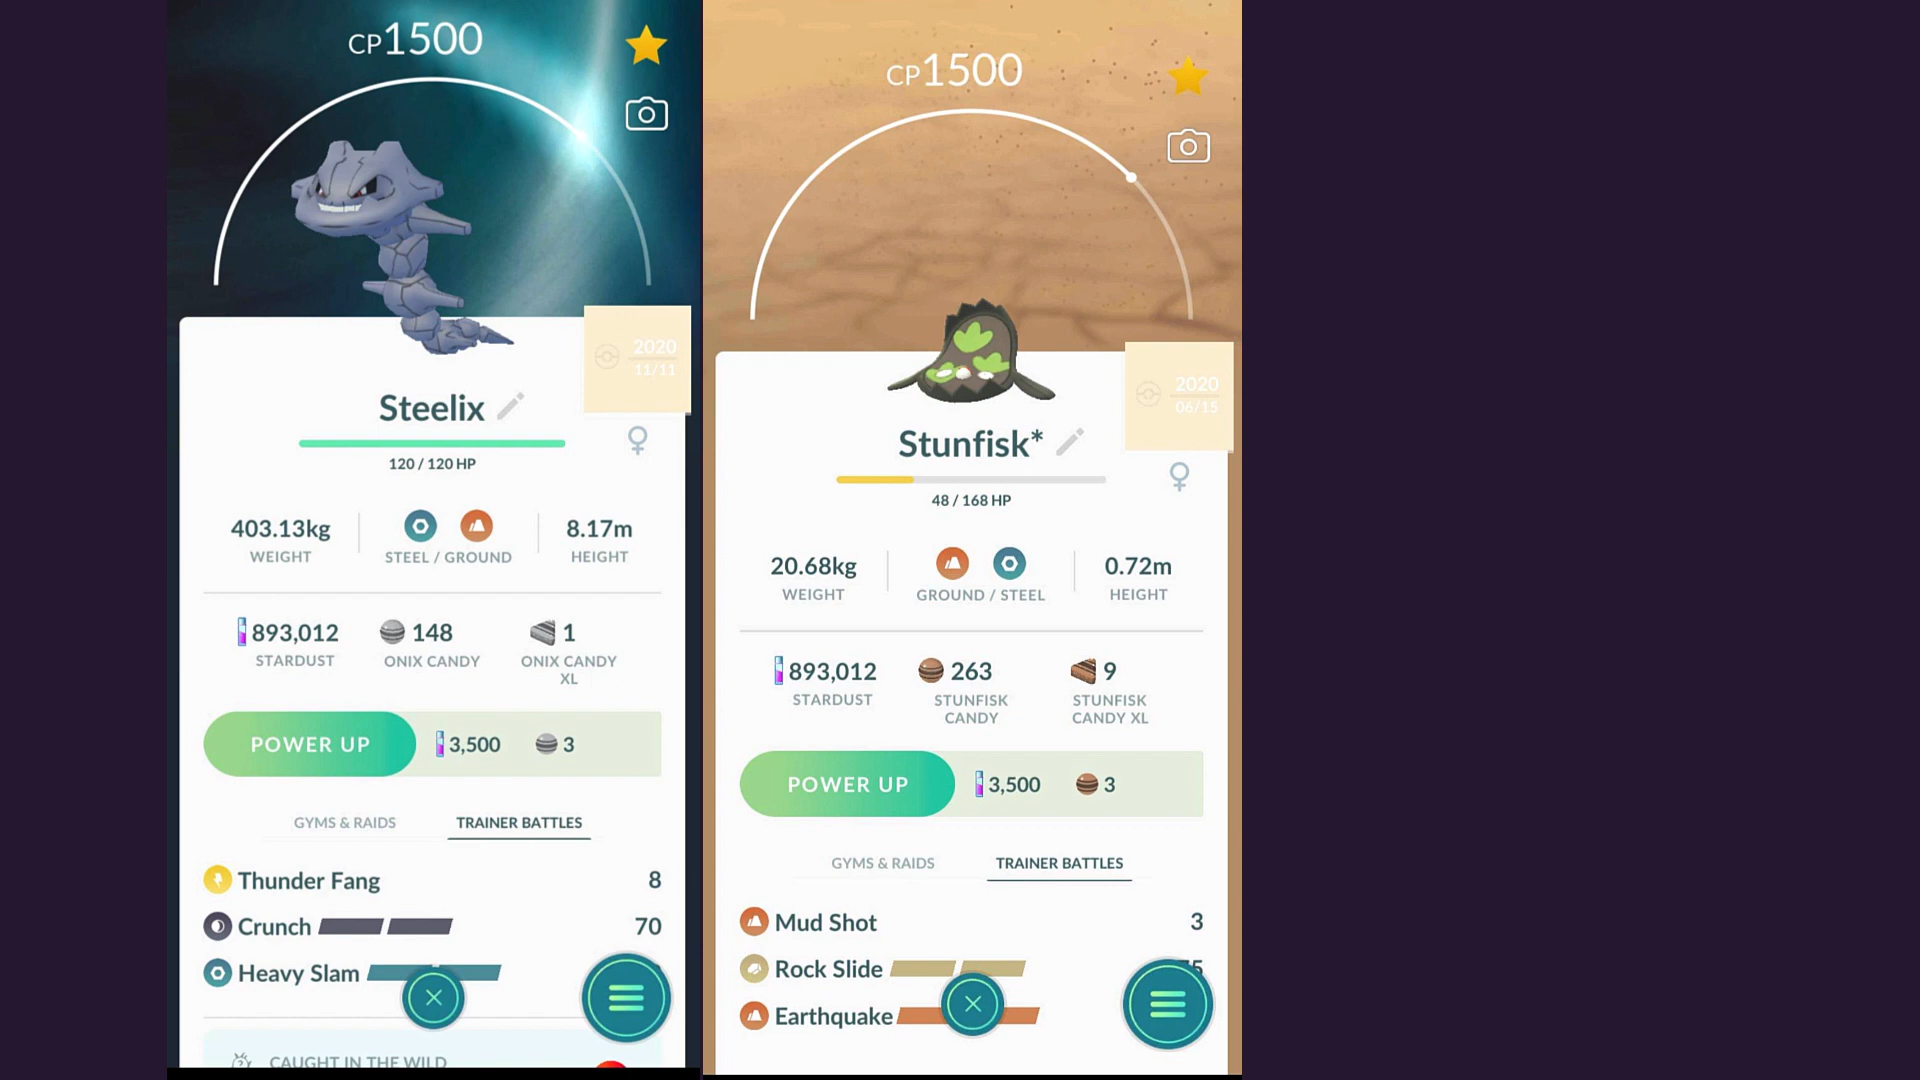 CP1500
2020
11/11
Steelix
120 / 120 HP
403.13kg
WEIGHT
STEEL / GROUND
8.17m
HEIGHT
893,012
STARDUST
148
ONIX CANDY
1
ONIX CANDY
XL
POWER UP
3,500
3
GYMS & RAIDS
TRAINER BATTLES
Thunder Fang 8
Crunch 70
Heavy Slam
CAUGHT IN THE WILD
CP1500
2020
06/15
Stunfisk*
48 / 168 HP
20.68kg
WEIGHT
GROUND / STEEL
0.72m
HEIGHT
893,012
STARDUST
263
STUNFISK
CANDY
9
STUNFISK
CANDY XL
POWER UP
3,500
3
GYMS & RAIDS
TRAINER BATTLES
Mud Shot 3
Rock Slide
Earthquake